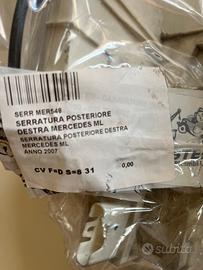 SERR MER548
SERRATURA POSTERIORE
DESTRA MERCEDES ML
SERRATURA POSTERIORE DESTRA
MERCEDES ML
ANNO 2007
CV F=D S=8 31
0,00
subito